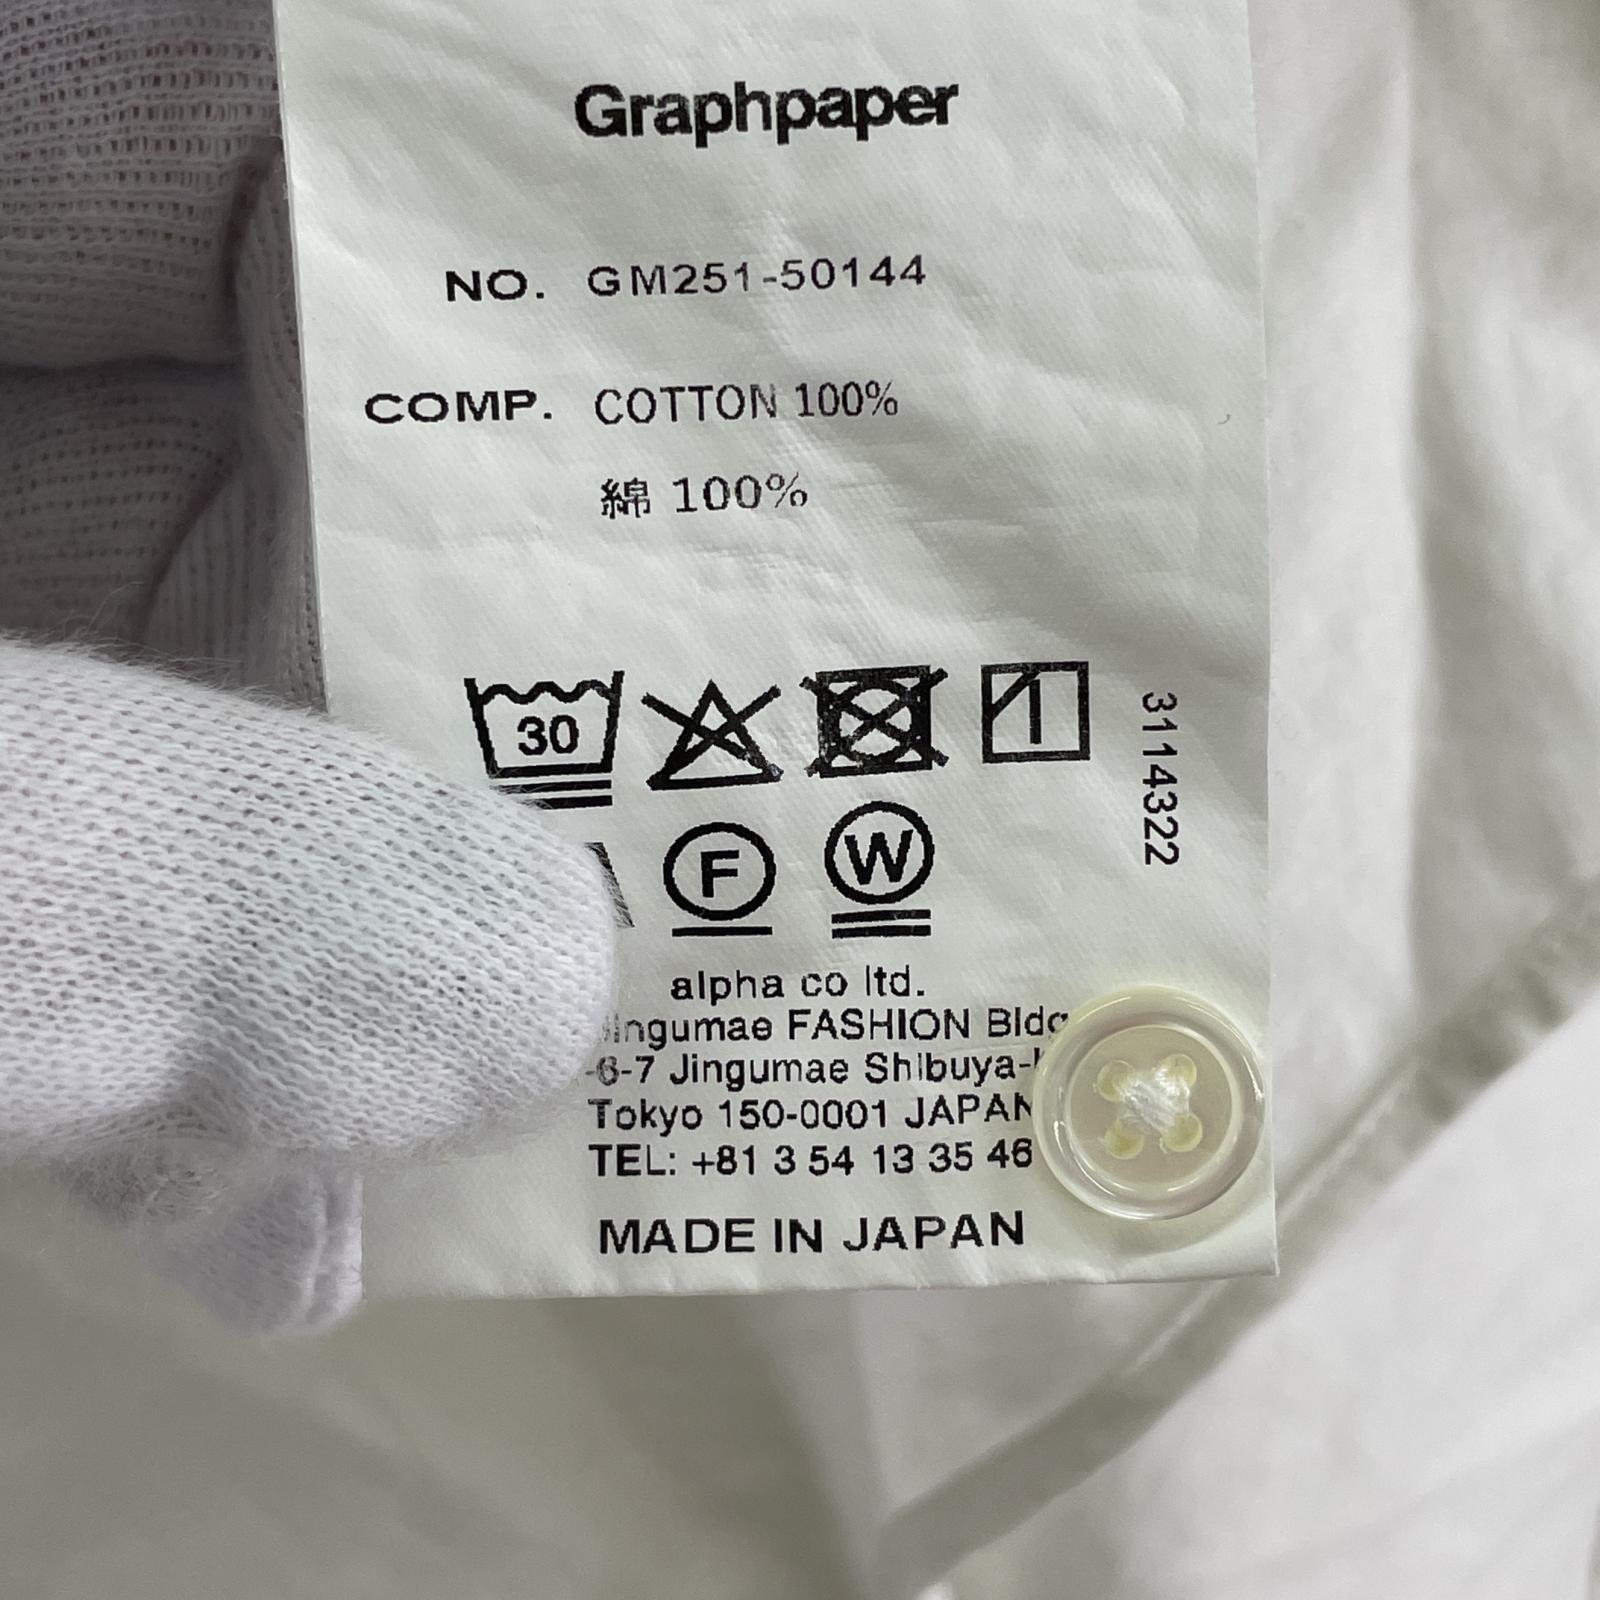 Graphpaper
NO. GM251-50144
COMP. COTTON 100%
綿 100%
30
3114322
F
W
alpha co ltd.
FASHION Bldg
-6-7 Jingumae Shibuya-
Tokyo 150-0001 JAPAN
TEL: +81 3 54 13 35 46
MADE IN JAPAN